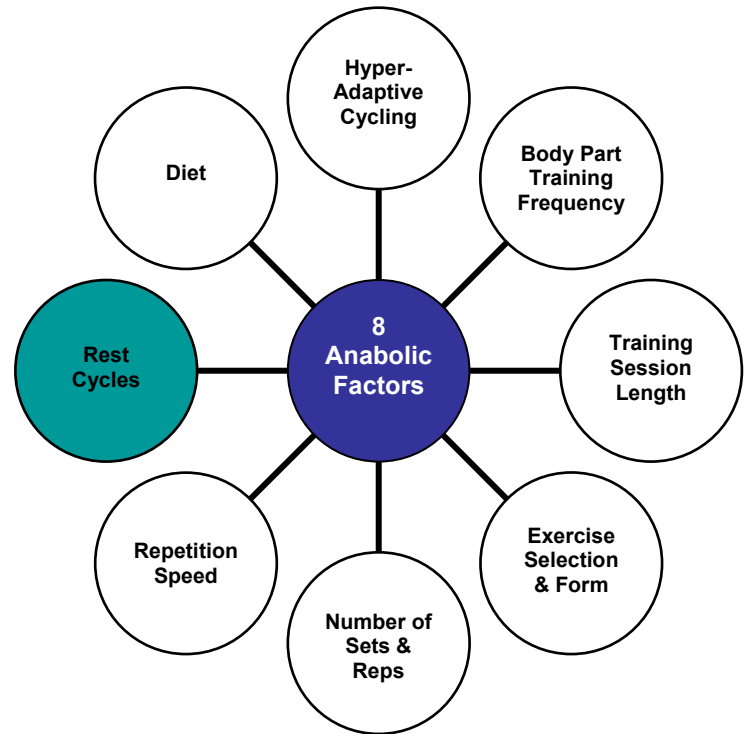 Hyper-
Adaptive
Cycling
Body Part
Training
Frequency
Training
Session
Length
Exercise
Selection
& Form
Number of
Sets &
Reps
Repetition
Speed
Rest
Cycles
Diet
8
Anabolic
Factors